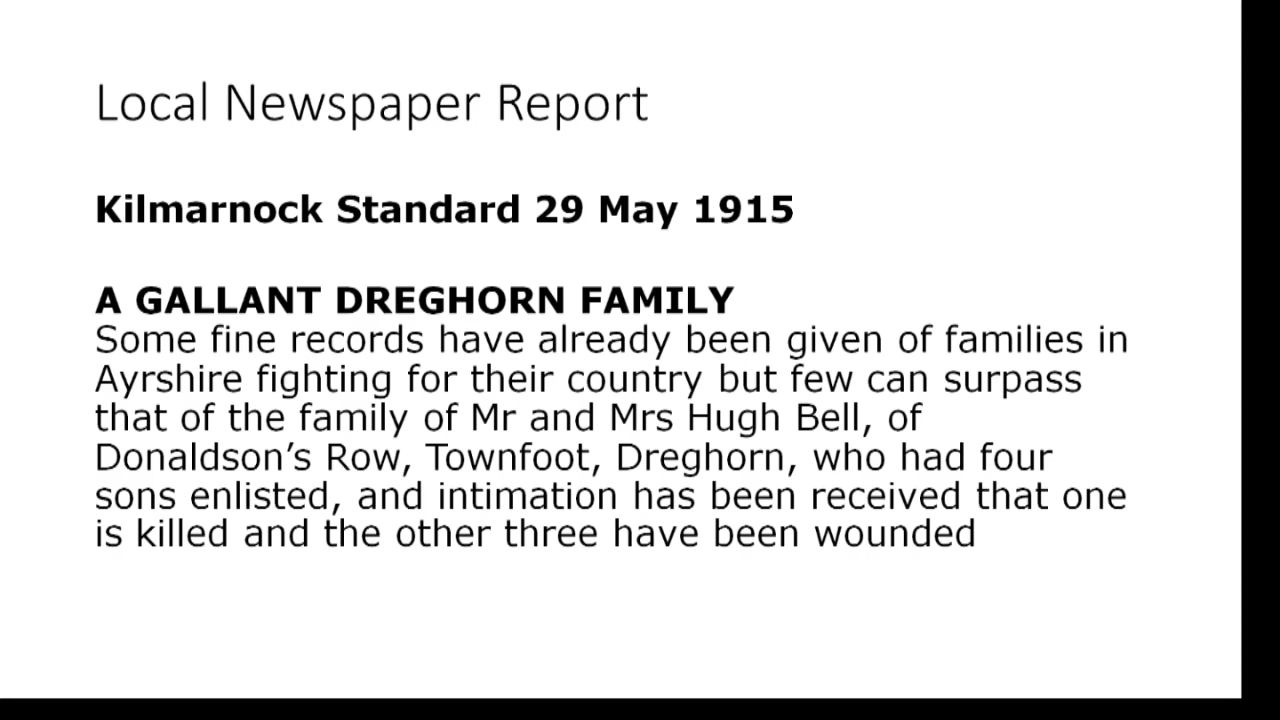 Local Newspaper Report
Kilmarnock Standard 29 May 1915
A GALLANT DREGHORN FAMILY
Some fine records have already been given of families in
Ayrshire fighting for their country but few can surpass
that of the family of Mr and Mrs Hugh Bell, of
Donaldson’s Row, Townfoot, Dreghorn, who had four
sons enlisted, and intimation has been received that one
is killed and the other three have been wounded